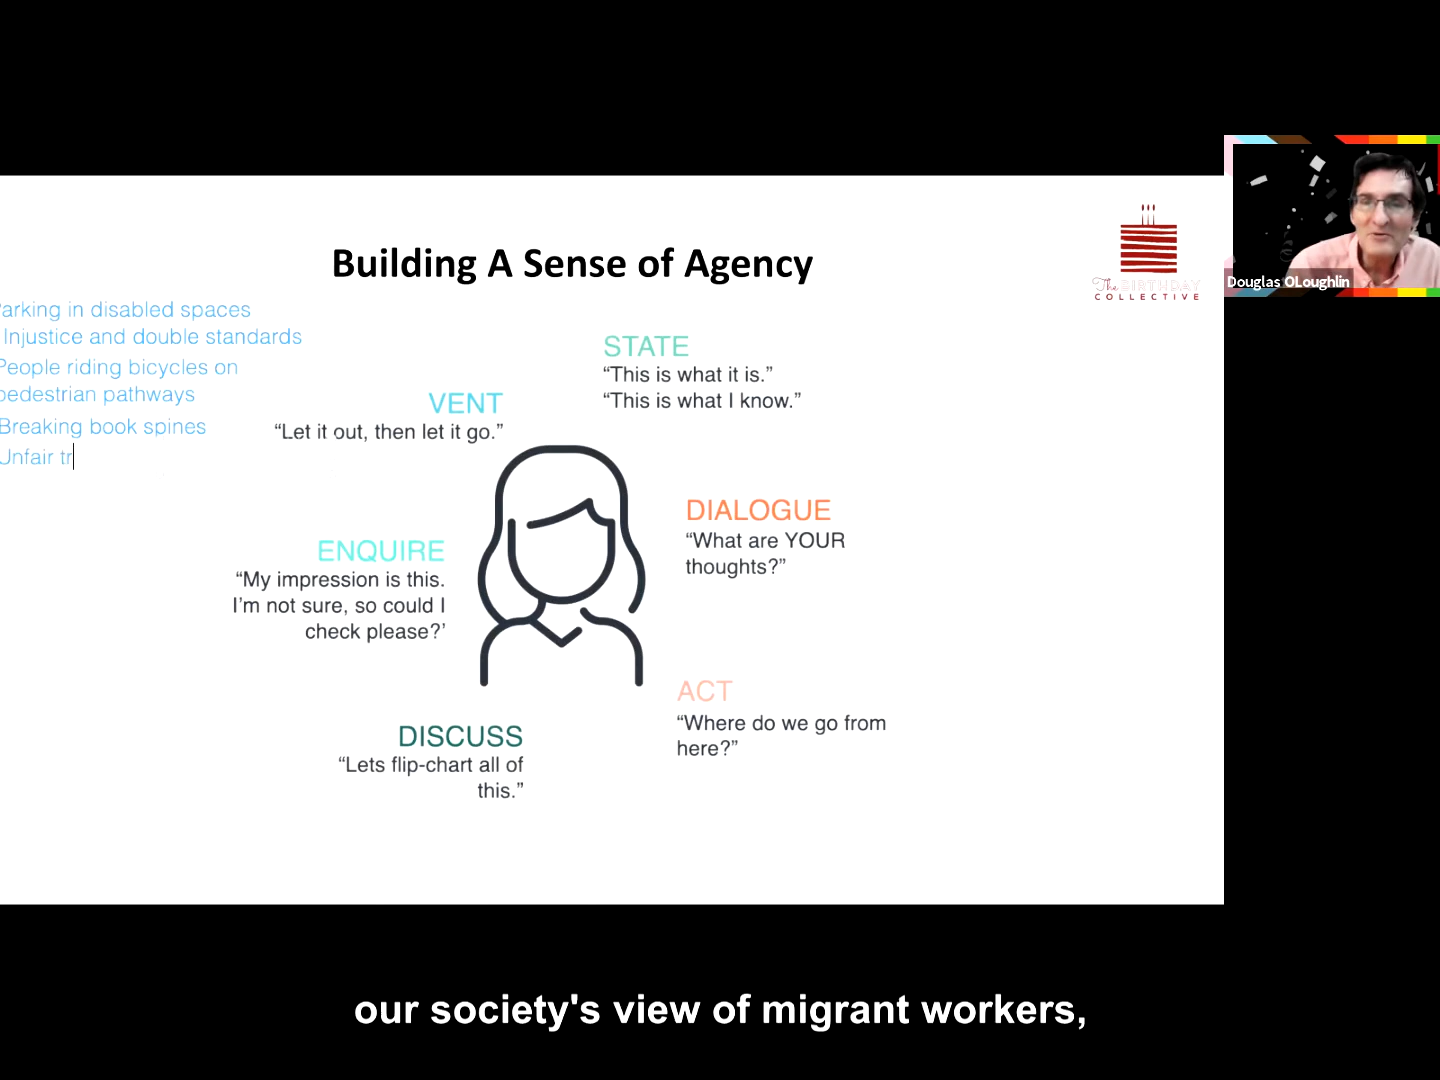 Building A Sense of Agency
The BIRTHDAY
COLLECTIVE
Douglas OLoughlin
arking in disabled spaces
Injustice and double standards
People riding bicycles on
pedestrian pathways
Breaking book spines
Unfair tr
STATE
“This is what it is.”
“This is what I know.”
VENT
“Let it out, then let it go.”
DIALOGUE
“What are YOUR
thoughts?”
ENQUIRE
“My impression is this.
I’m not sure, so could I
check please?’
ACT
“Where do we go from
here?”
DISCUSS
“Lets flip-chart all of
this.”
our society's view of migrant workers,